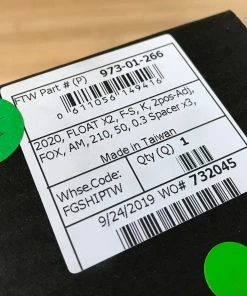 FTW Part # (P) 973-01-266
0 611056 149416
2020, FLOAT X2, F-S, K, 2pos-Adj,
FOX, AM, 210, 50, 0.3 Spacer x3,
Made in Taiwan
Whse.Code: Qty (Q) 1
FGSHIPTW
9/24/2019 WO# 732045